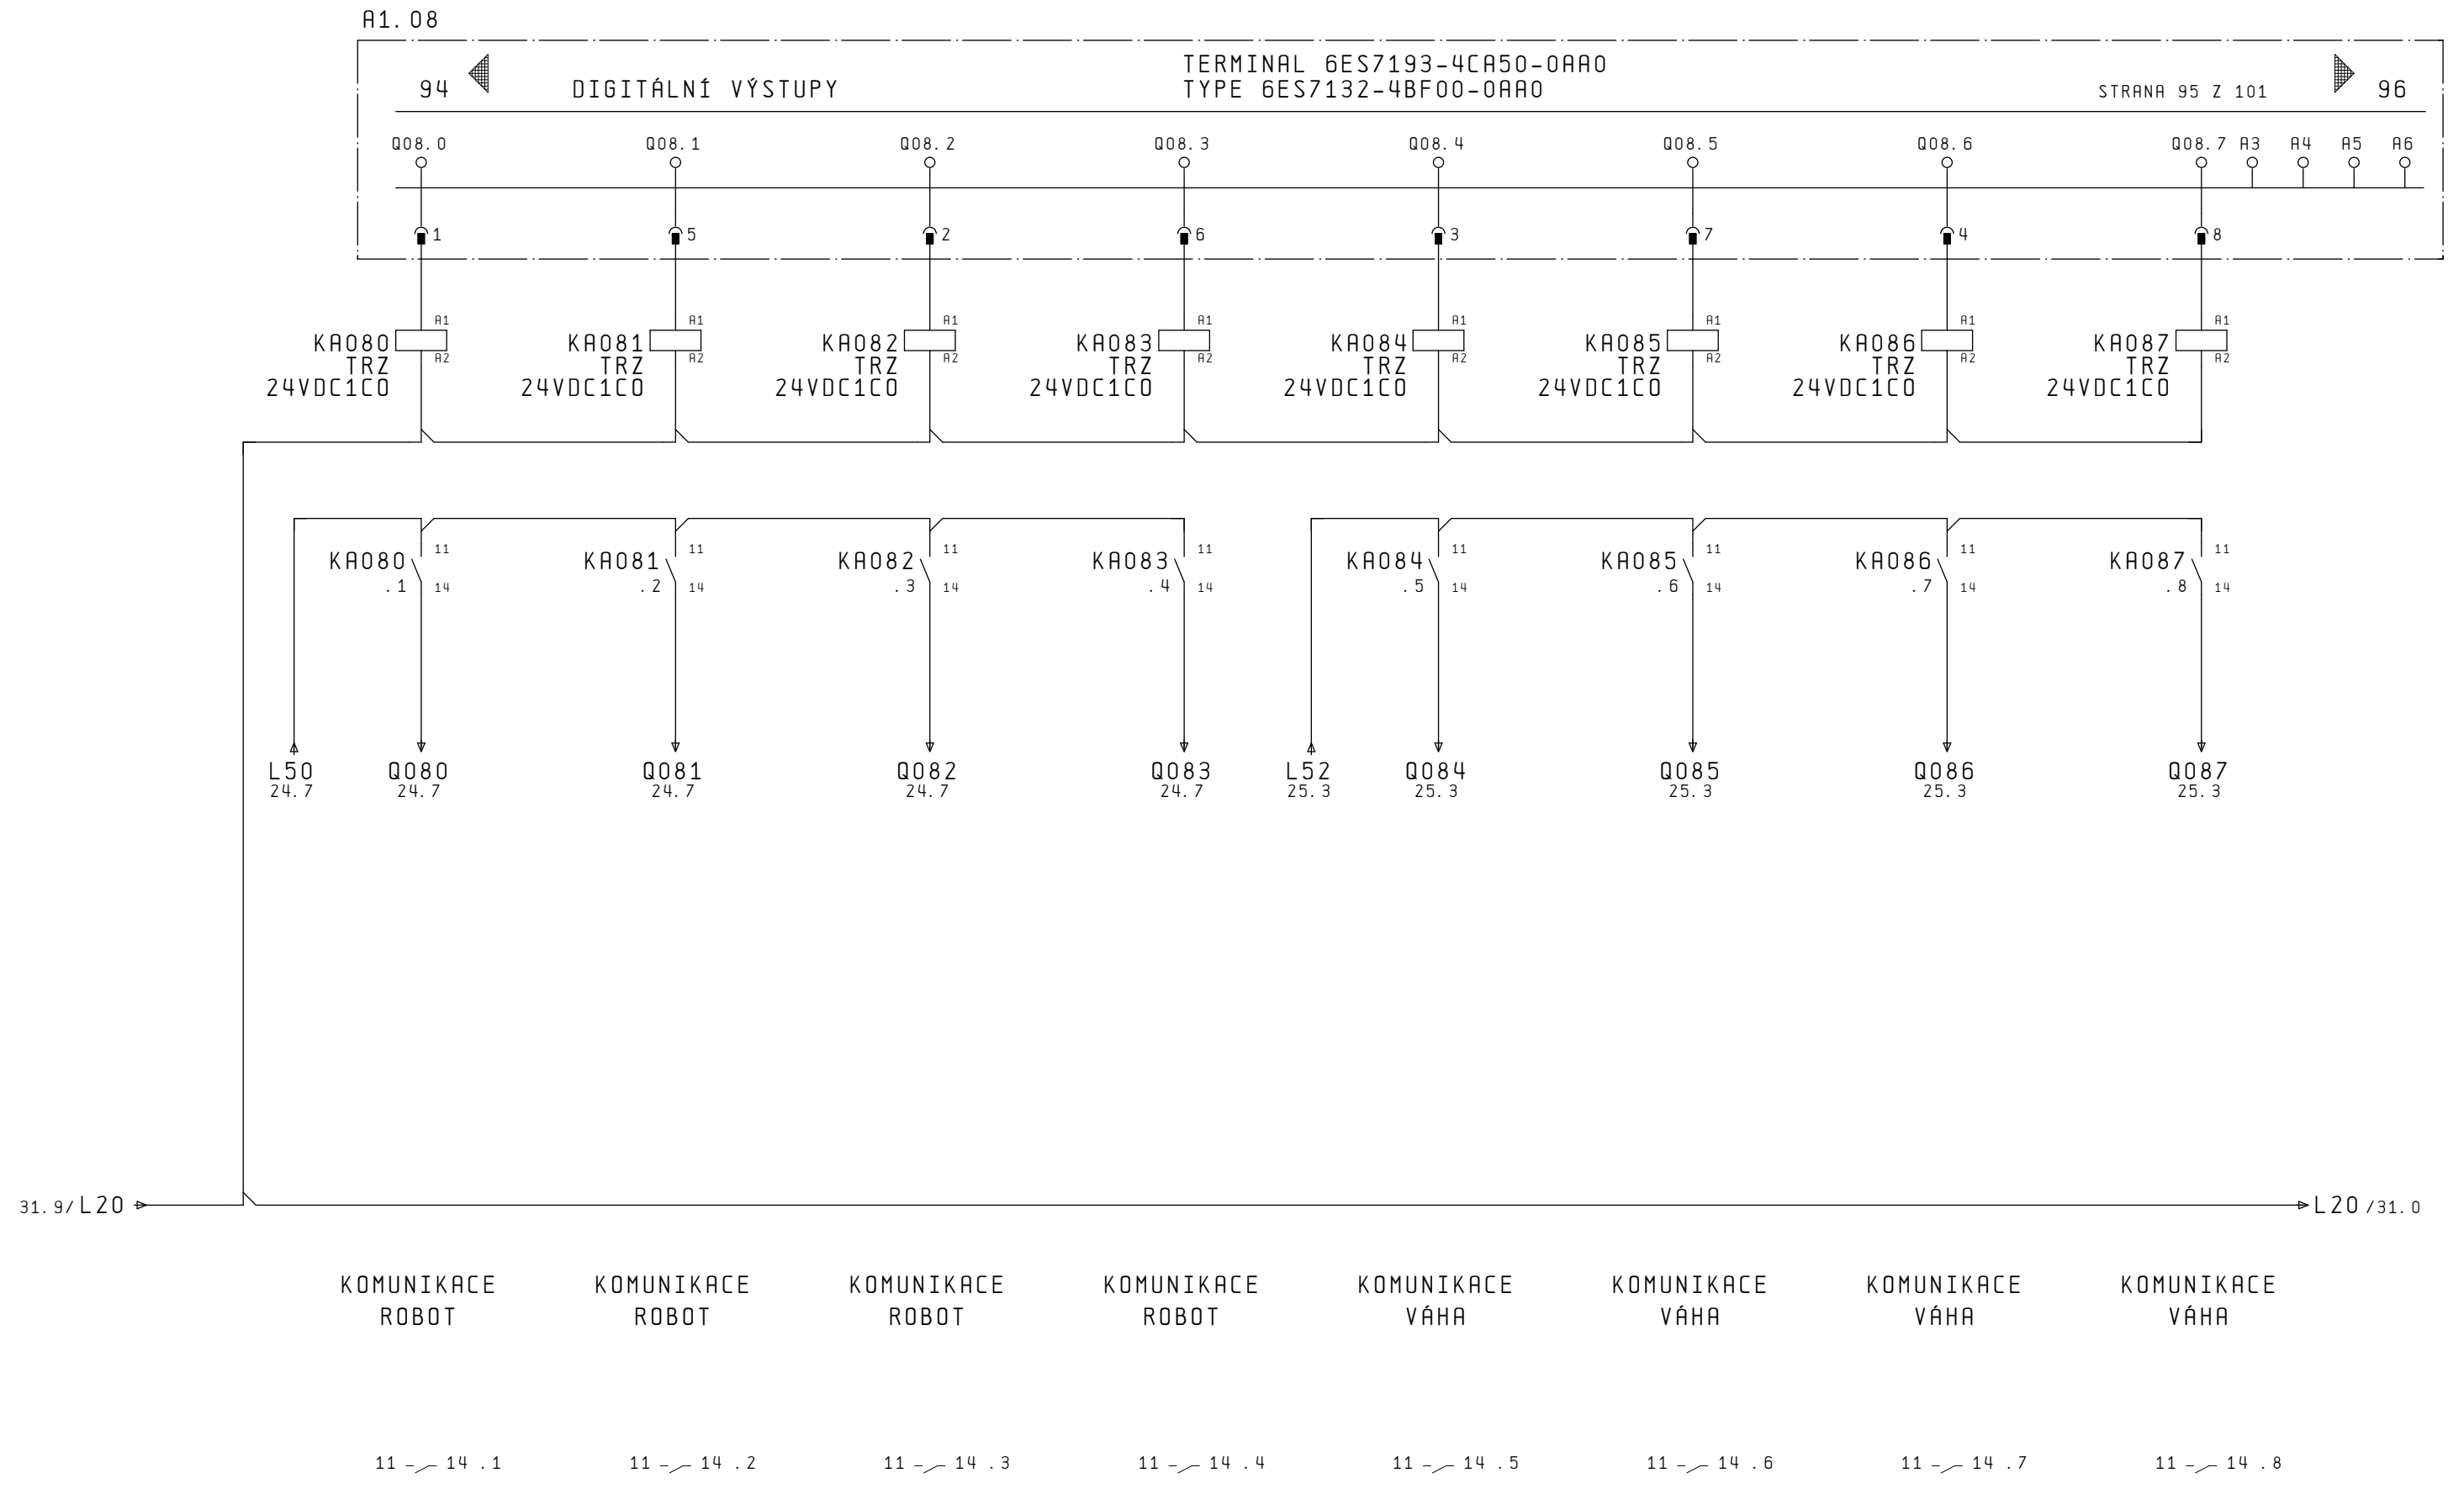 A1.08
TERMINAL 6ES7193-4CA50-0AA0
94 DIGITÁLNÍ VÝSTUPY TYPE 6ES7132-4BF00-0AA0 STRANA 95 Z 101 96
Q08.0 Q08.1 Q08.2 Q08.3 Q08.4 Q08.5 Q08.6 Q08.7 A3 A4 A5 A6
1 5 2 6 3 7 4 8
A1 A1 A1 A1 A1 A1 A1 A1
KA080 KA081 KA082 KA083 KA084 KA085 KA086 KA087
A2 A2 A2 A2 A2 A2 A2 A2
TRZ TRZ TRZ TRZ TRZ TRZ TRZ TRZ
24VDC1CO 24VDC1CO 24VDC1CO 24VDC1CO 24VDC1CO 24VDC1CO 24VDC1CO 24VDC1CO
11 11 11 11 11 11 11 11
KA080 KA081 KA082 KA083 KA084 KA085 KA086 KA087
.1 14 .2 14 .3 14 .4 14 .5 14 .6 14 .7 14 .8 14
L50 Q080 Q081 Q082 Q083 L52 Q084 Q085 Q086 Q087
24.7 24.7 24.7 24.7 24.7 25.3 25.3 25.3 25.3 25.3
31.9/L20 L20/31.0
KOMUNIKACE KOMUNIKACE KOMUNIKACE KOMUNIKACE KOMUNIKACE KOMUNIKACE KOMUNIKACE KOMUNIKACE
ROBOT ROBOT ROBOT ROBOT VÁHA VÁHA VÁHA VÁHA
11 14 .1 11 14 .2 11 14 .3 11 14 .4 11 14 .5 11 14 .6 11 14 .7 11 14 .8